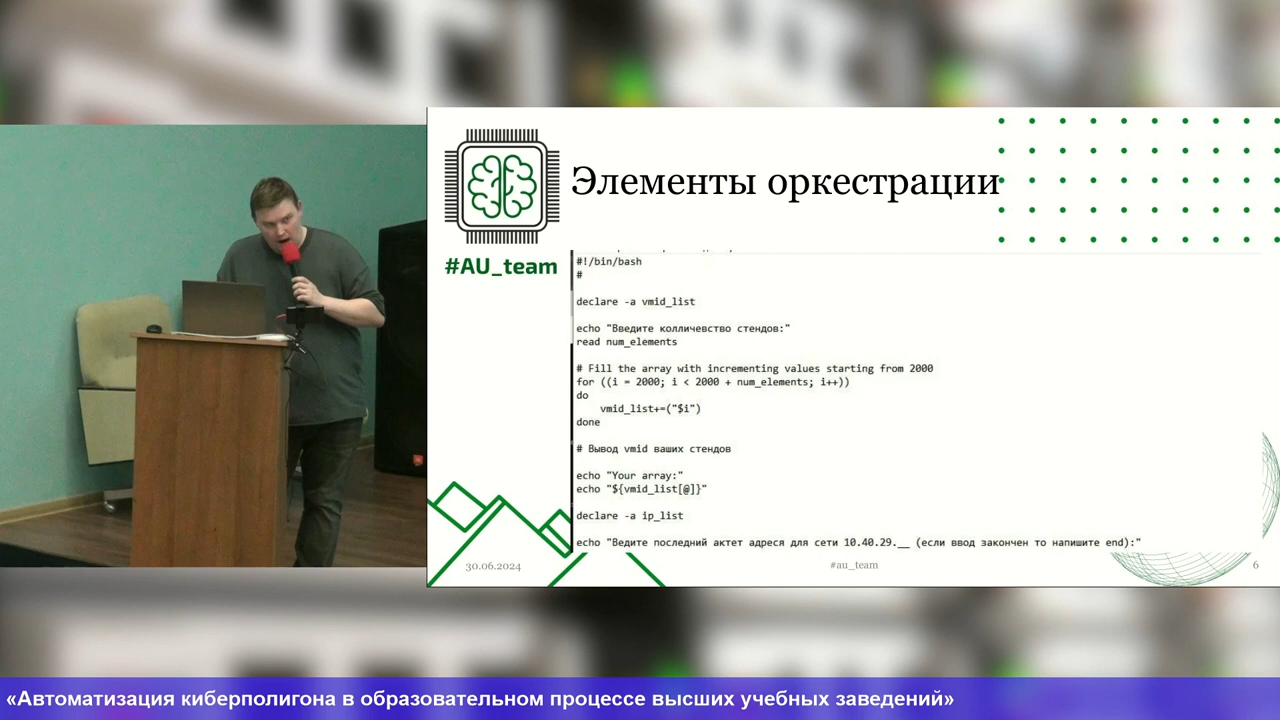 Элементы оркестрации
#AU_team
#!/bin/bash
#
declare -a vmid_list
echo "Введите колличевство стендов:"
read num_elements
# Fill the array with incrementing values starting from 2000
for ((i = 2000; i < 2000 + num_elements; i++))
do
vmid_list+=("$i")
done
# Вывод vmid ваших стендов
echo "Your array:"
echo "${vmid_list[@]}"
declare -a ip_list
echo "Ведите последний актет адреся для сети 10.40.29.__ (если ввод закончен то напишите end):"
30.06.2024
#au_team
6
«Автоматизация киберполигона в образовательном процессе высших учебных заведений»